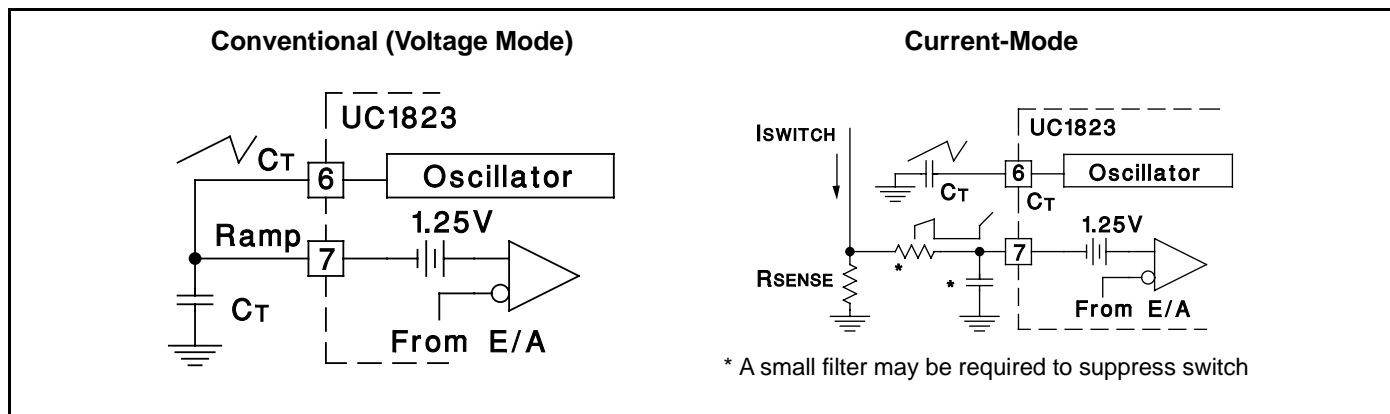 Conventional (Voltage Mode)
UC1823
CT
6
Oscillator
1.25V
Ramp
7
CT
From E/A
Current-Mode
UC1823
ISWITCH
6
Oscillator
CT
CT
1.25V
7
*
RSENSE
*
From E/A
* A small filter may be required to suppress switch